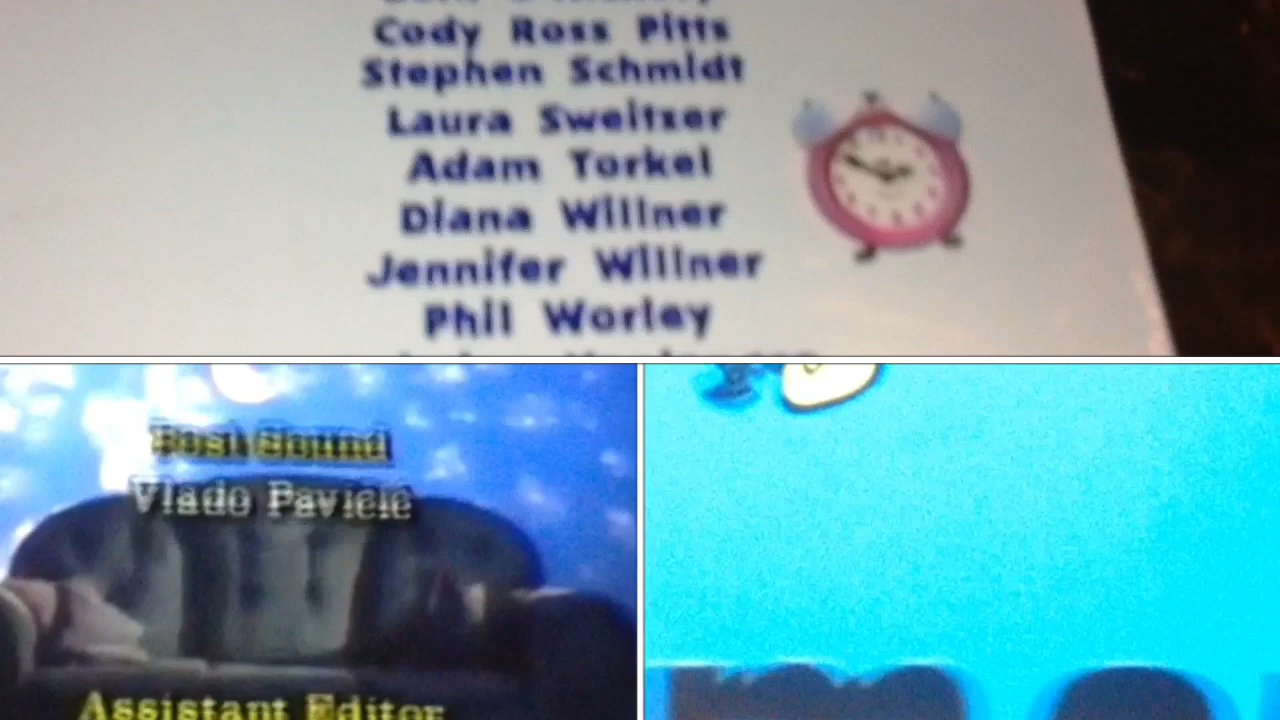 Cody Ross Pitts
Stephen Schmidt
Laura Sweitzer
Adam Torkel
Diana Willner
Jennifer Willner
Phil Worley
Post Sound
Vlado Pavicic
Assistant Editor